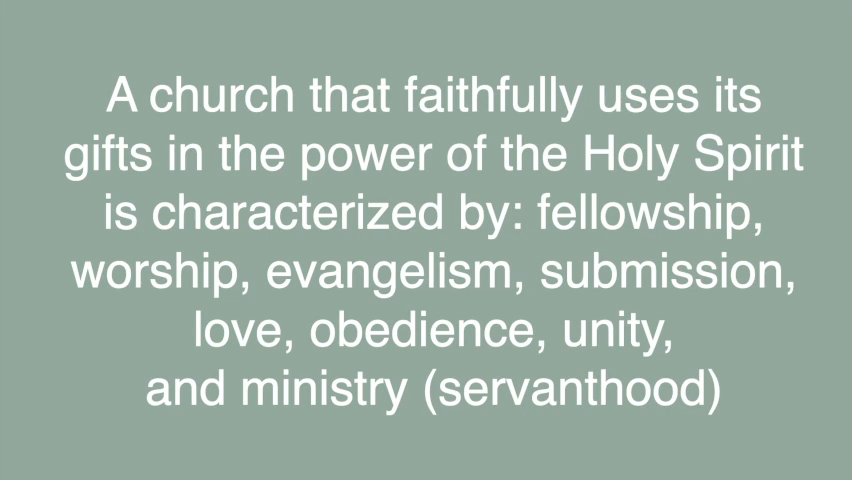 A church that faithfully uses its
gifts in the power of the Holy Spirit
is characterized by: fellowship,
worship, evangelism, submission,
love, obedience, unity,
and ministry (servanthood)